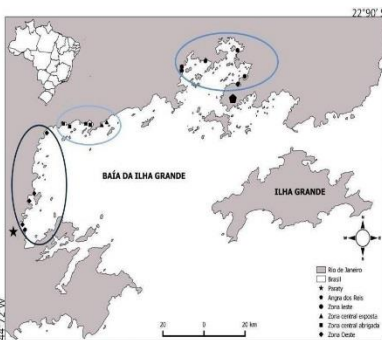 22°90' S
BAÍA DA ILHA GRANDE
ILHA GRANDE
Rio de Janeiro
Brasil
Paraty
Angra dos Reis
Zona leste
Zona central exposta
Zona central abrigada
Zona Oeste
20 0 20 km